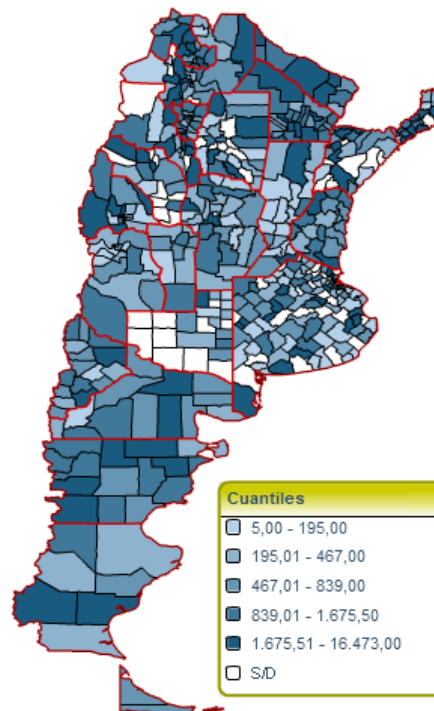 Cuantiles
5,00 - 195,00
195,01 - 467,00
467,01 - 839,00
839,01 - 1.675,50
1.675,51 - 16.473,00
S/D